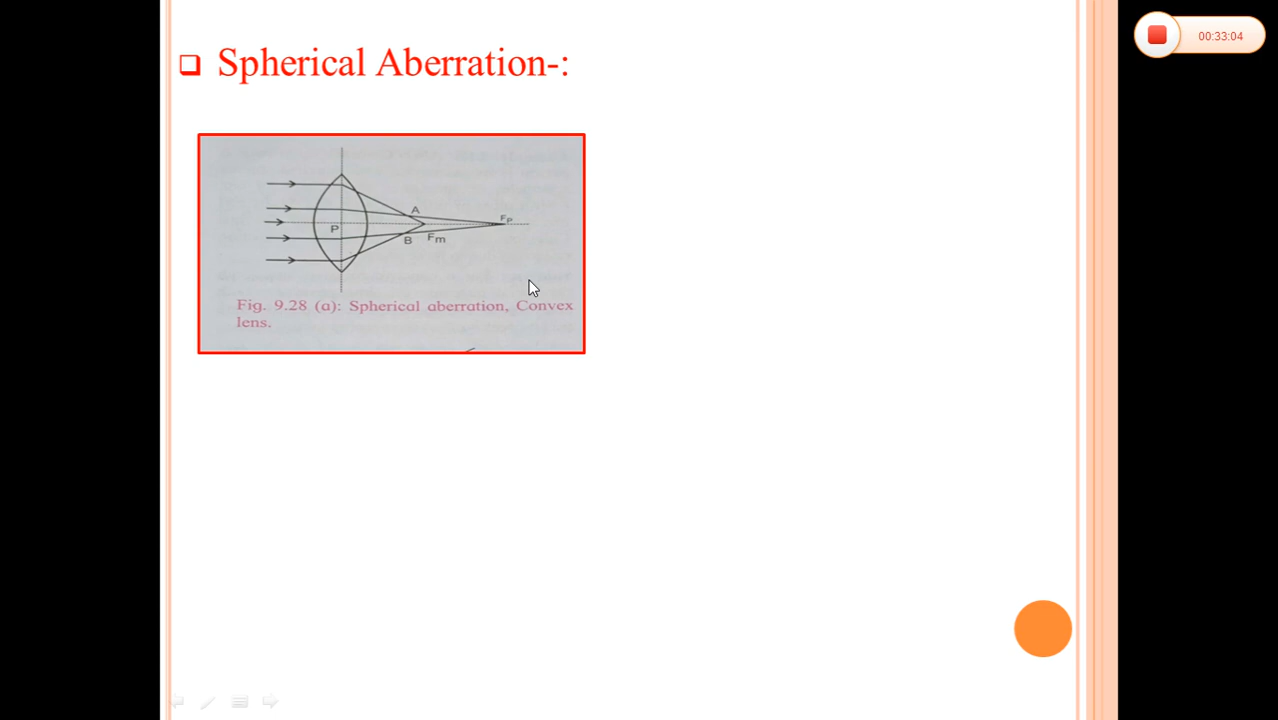 Spherical Aberration-:
00:33:04
A
P
B
Fm
FP
Fig. 9.28 (a): Spherical aberration, Convex
lens.